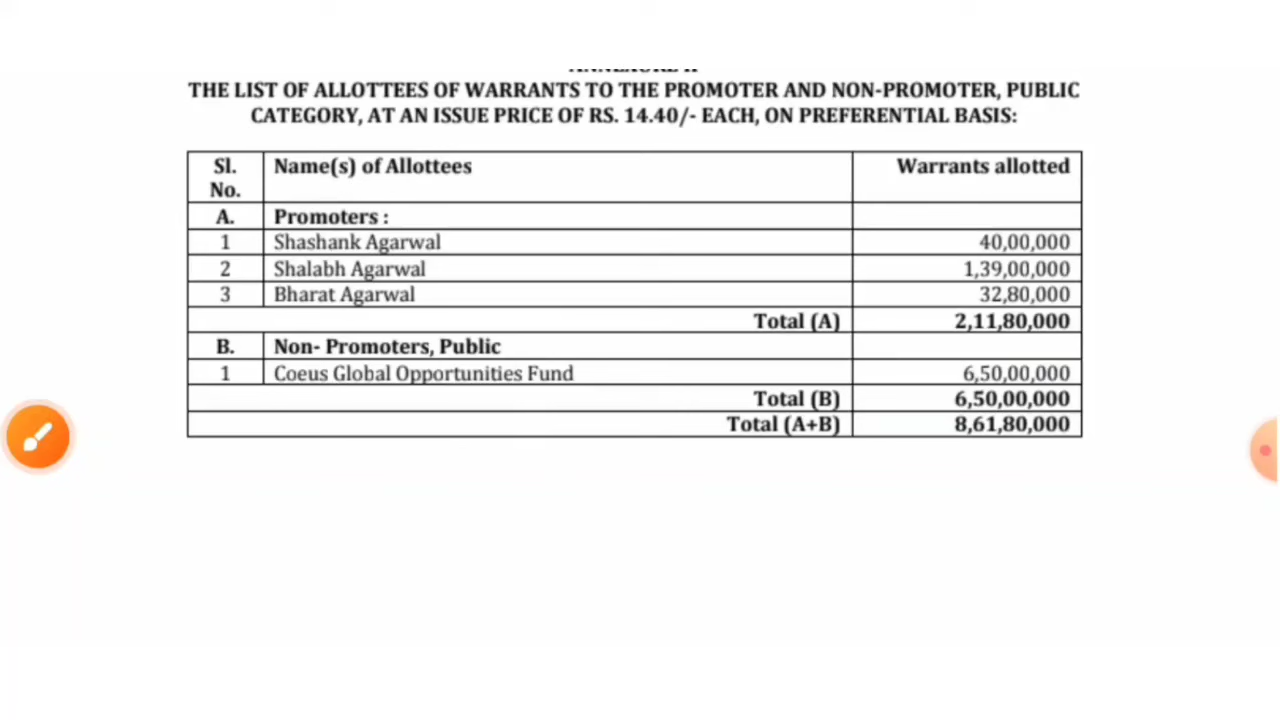 THE LIST OF ALLOTTEES OF WARRANTS TO THE PROMOTER AND NON-PROMOTER, PUBLIC
CATEGORY, AT AN ISSUE PRICE OF RS. 14.40/- EACH, ON PREFERENTIAL BASIS:
Sl. No. Name(s) of Allottees Warrants allotted
A. Promoters :
1 Shashank Agarwal 40,00,000
2 Shalabh Agarwal 1,39,00,000
3 Bharat Agarwal 32,80,000
Total (A) 2,11,80,000
B. Non- Promoters, Public
1 Coeus Global Opportunities Fund 6,50,00,000
Total (B) 6,50,00,000
Total (A+B) 8,61,80,000